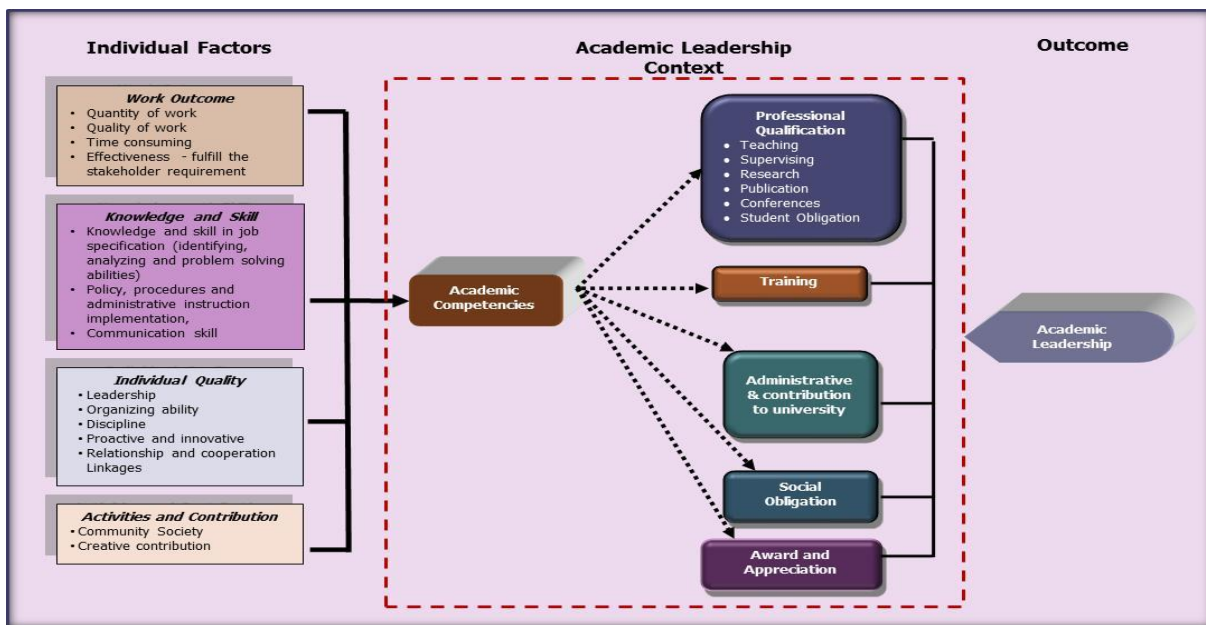 Individual Factors
Academic Leadership
Context
Outcome
Work Outcome
• Quantity of work
• Quality of work
• Time consuming
• Effectiveness - fulfill the
stakeholder requirement
Knowledge and Skill
• Knowledge and skill in job
specification (identifying,
analyzing and problem solving
abilities)
• Policy, procedures and
administrative instruction
implementation,
• Communication skill
Individual Quality
• Leadership
• Organizing ability
• Discipline
• Proactive and innovative
• Relationship and cooperation
Linkages
Activities and Contribution
• Community Society
• Creative contribution
Academic
Competencies
Professional
Qualification
• Teaching
• Supervising
• Research
• Publication
• Conferences
• Student Obligation
Training
Administrative
& contribution
to university
Social
Obligation
Award and
Appreciation
Academic
Leadership